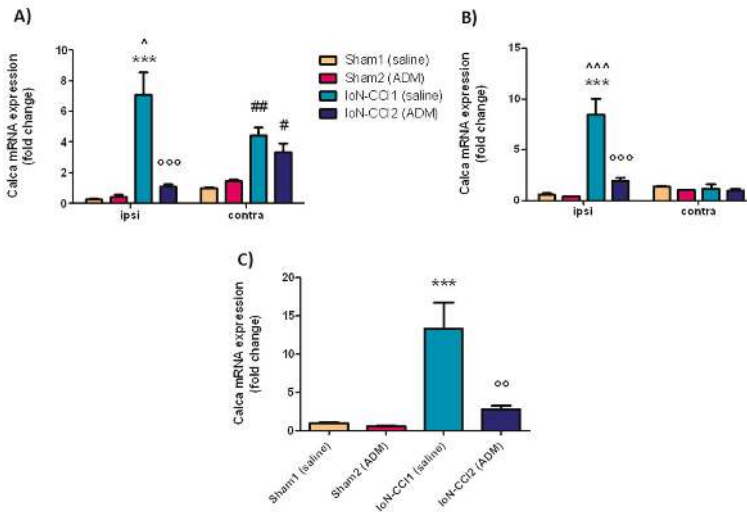 A)
Calca mRNA expression
(fold change)
10
8
6
4
2
0
^
***
°°°
##
#
ipsi
contra
Sham1 (saline)
Sham2 (ADM)
IoN-CCI1 (saline)
IoN-CCI2 (ADM)
B)
Calca mRNA expression
(fold change)
15
10
5
0
^^^
***
°°°
ipsi
contra
C)
Calca mRNA expression
(fold change)
20
15
10
5
0
***
°°
Sham1 (saline)
Sham2 (ADM)
IoN-CCI1 (saline)
IoN-CCI2 (ADM)